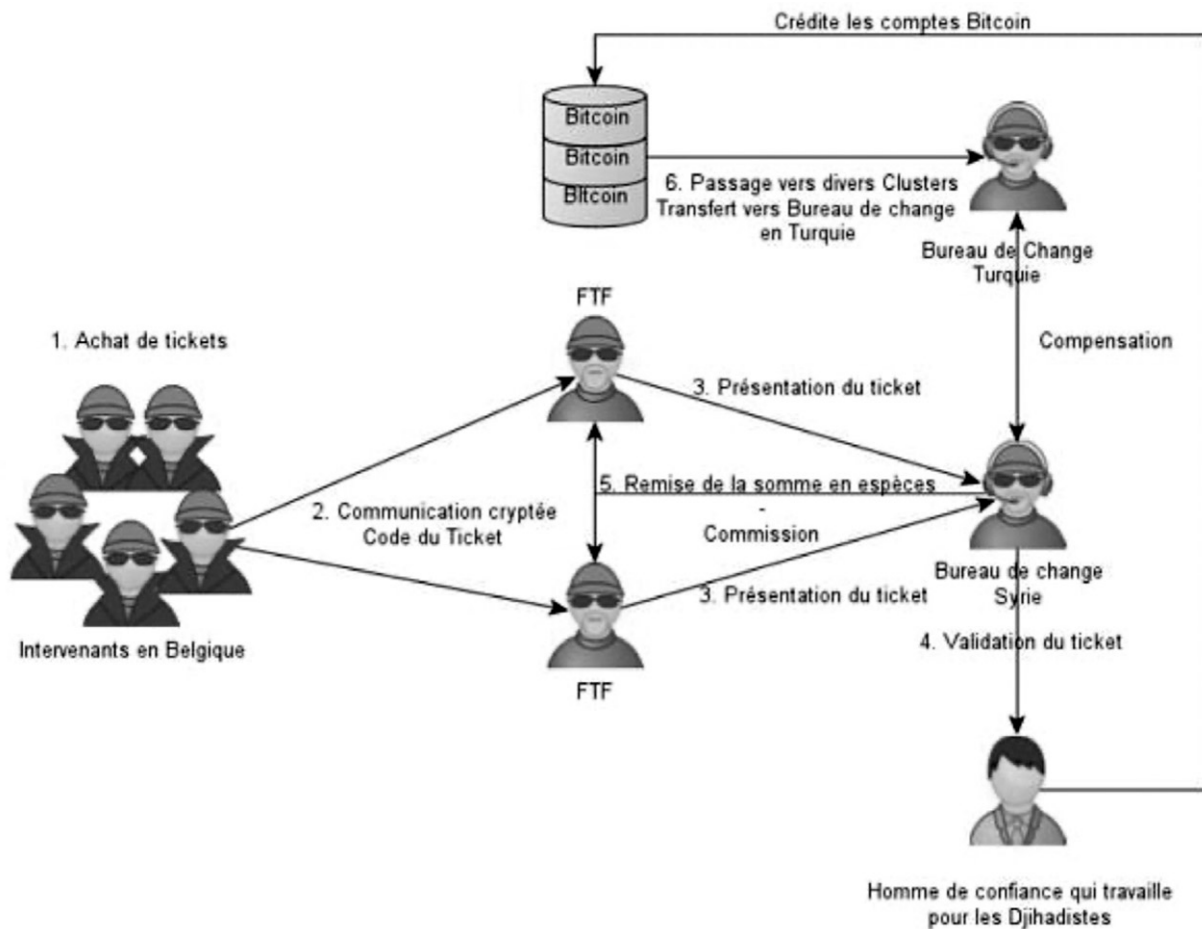 Crédite les comptes Bitcoin
Bitcoin
Bitcoin
BItcoin
6. Passage vers divers Clusters
Transfert vers Bureau de change
en Turquie
Bureau de Change
Turquie
FTF
1. Achat de tickets
Compensation
3. Présentation du ticket
2. Communication cryptée
Code du Ticket
5. Remise de la somme en espèces
-
Commission
Bureau de change
Syrie
3. Présentation du ticket
Intervenants en Belgique
4. Validation du ticket
FTF
Homme de confiance qui travaille
pour les Djihadistes